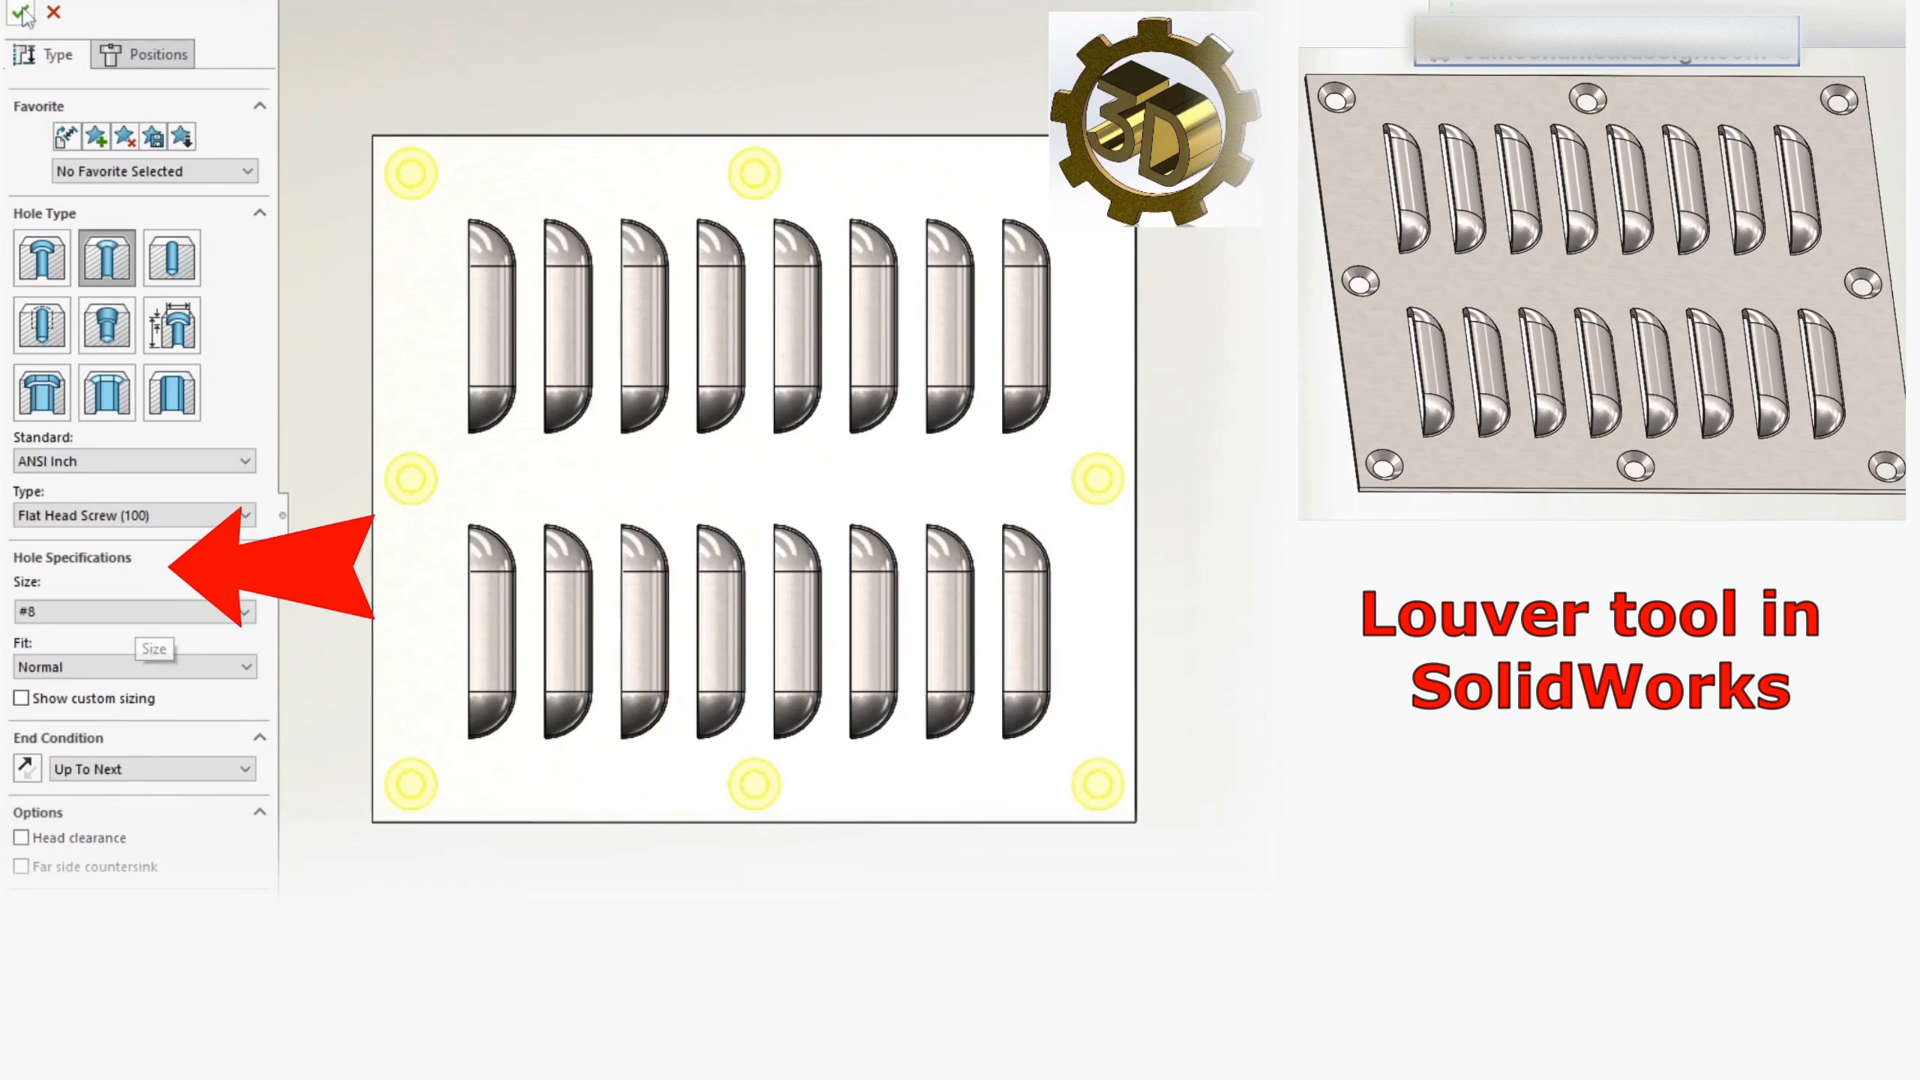 Type
Positions
Favorite
No Favorite Selected
Hole Type
Standard:
ANSI Inch
Type:
Flat Head Screw (100)
Hole Specifications
Size:
#8
Fit:
Size
Normal
Show custom sizing
End Condition
Up To Next
Options
Head clearance
Far side countersink
3D
Louver tool in
SolidWorks